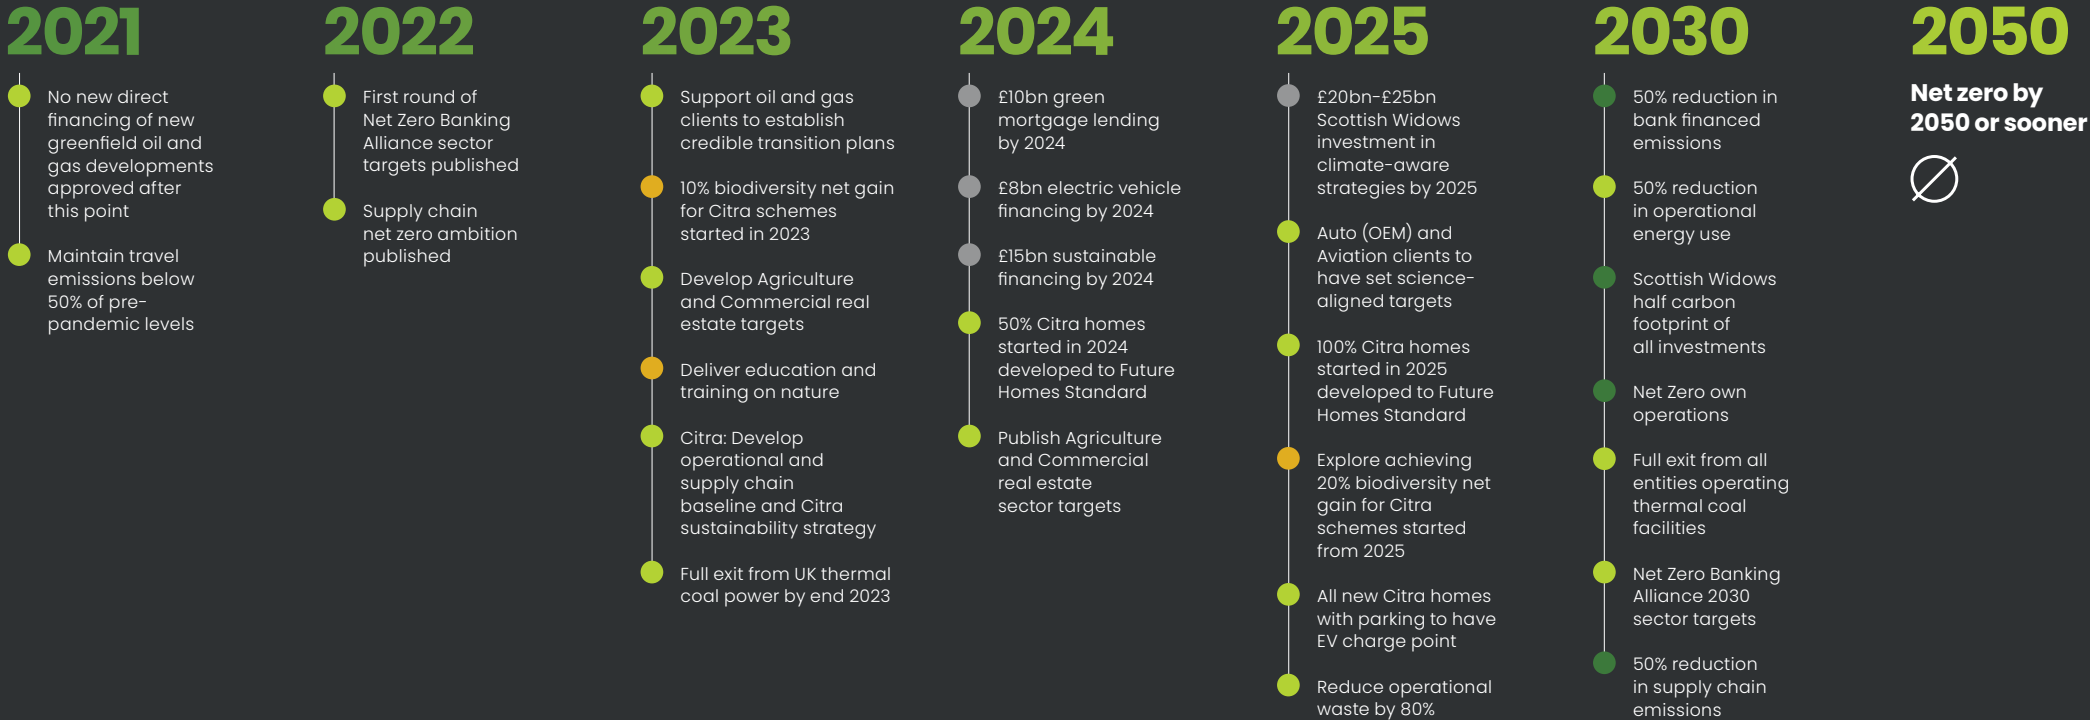 2021
No new direct
financing of new
greenfield oil and
gas developments
approved after
this point
Maintain travel
emissions below
50% of pre-
pandemic levels
2022
First round of
Net Zero Banking
Alliance sector
targets published
Supply chain
net zero ambition
published
2023
Support oil and gas
clients to establish
credible transition plans
10% biodiversity net gain
for Citra schemes
started in 2023
Develop Agriculture
and Commercial real
estate targets
Deliver education and
training on nature
Citra: Develop
operational and
supply chain
baseline and Citra
sustainability strategy
Full exit from UK thermal
coal power by end 2023
2024
£10bn green
mortgage lending
by 2024
£8bn electric vehicle
financing by 2024
£15bn sustainable
financing by 2024
50% Citra homes
started in 2024
developed to Future
Homes Standard
Publish Agriculture
and Commercial
real estate
sector targets
2025
£20bn-£25bn
Scottish Widows
investment in
climate-aware
strategies by 2025
Auto (OEM) and
Aviation clients to
have set science-
aligned targets
100% Citra homes
started in 2025
developed to Future
Homes Standard
Explore achieving
20% biodiversity net
gain for Citra
schemes started
from 2025
All new Citra homes
with parking to have
EV charge point
Reduce operational
waste by 80%
2030
50% reduction in
bank financed
emissions
50% reduction
in operational
energy use
Scottish Widows
half carbon
footprint of
all investments
Net Zero own
operations
Full exit from all
entities operating
thermal coal
facilities
Net Zero Banking
Alliance 2030
sector targets
50% reduction
in supply chain
emissions
2050
Net zero by
2050 or sooner